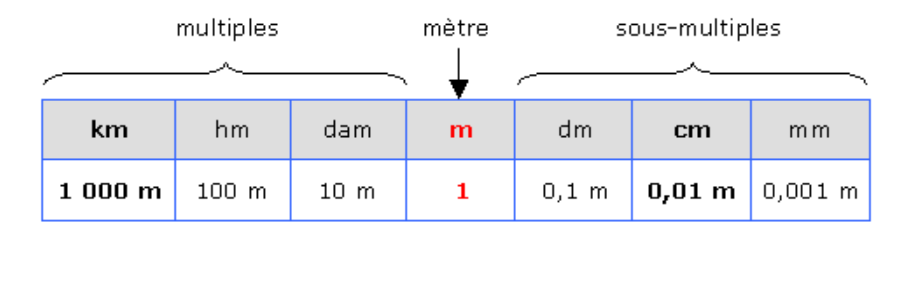 multiples mètre sous-multiples
km hm dam m dm cm mm
1 000 m 100 m 10 m 1 0,1 m 0,01 m 0,001 m